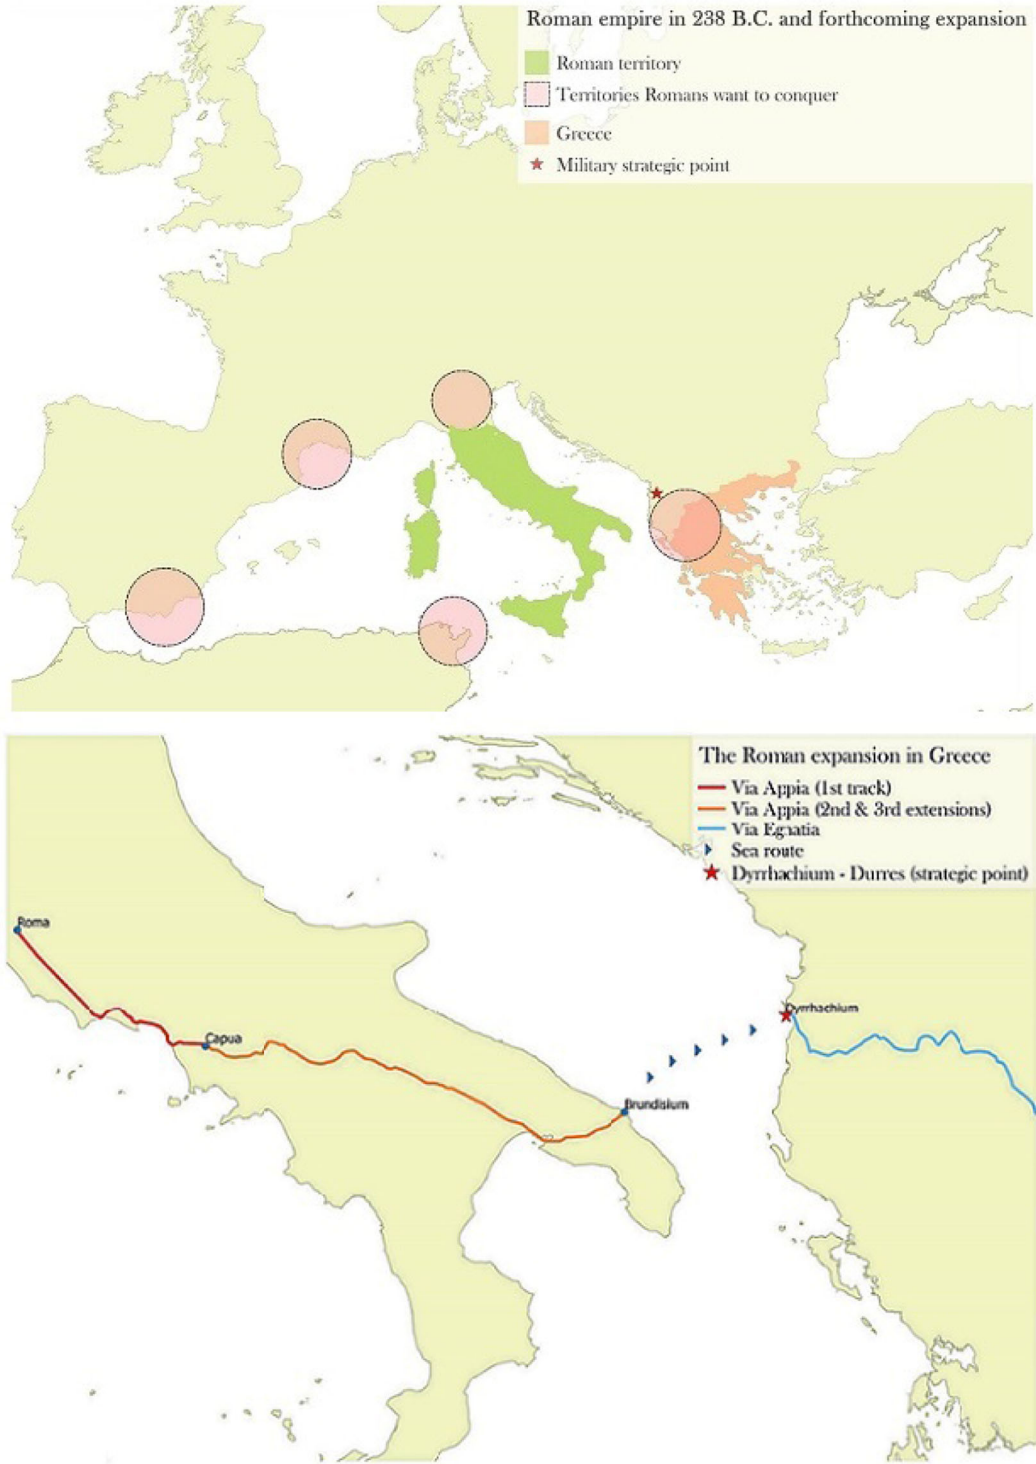 Roman empire in 238 B.C. and forthcoming expansion
Roman territory
Territories Romans want to conquer
Greece
Military strategic point
The Roman expansion in Greece
Via Appia (1st track)
Via Appia (2nd & 3rd extensions)
Via Egnatia
Sea route
Dyrrhachium - Durres (strategic point)
Roma
Dyrrhachium
Capua
Brundisium